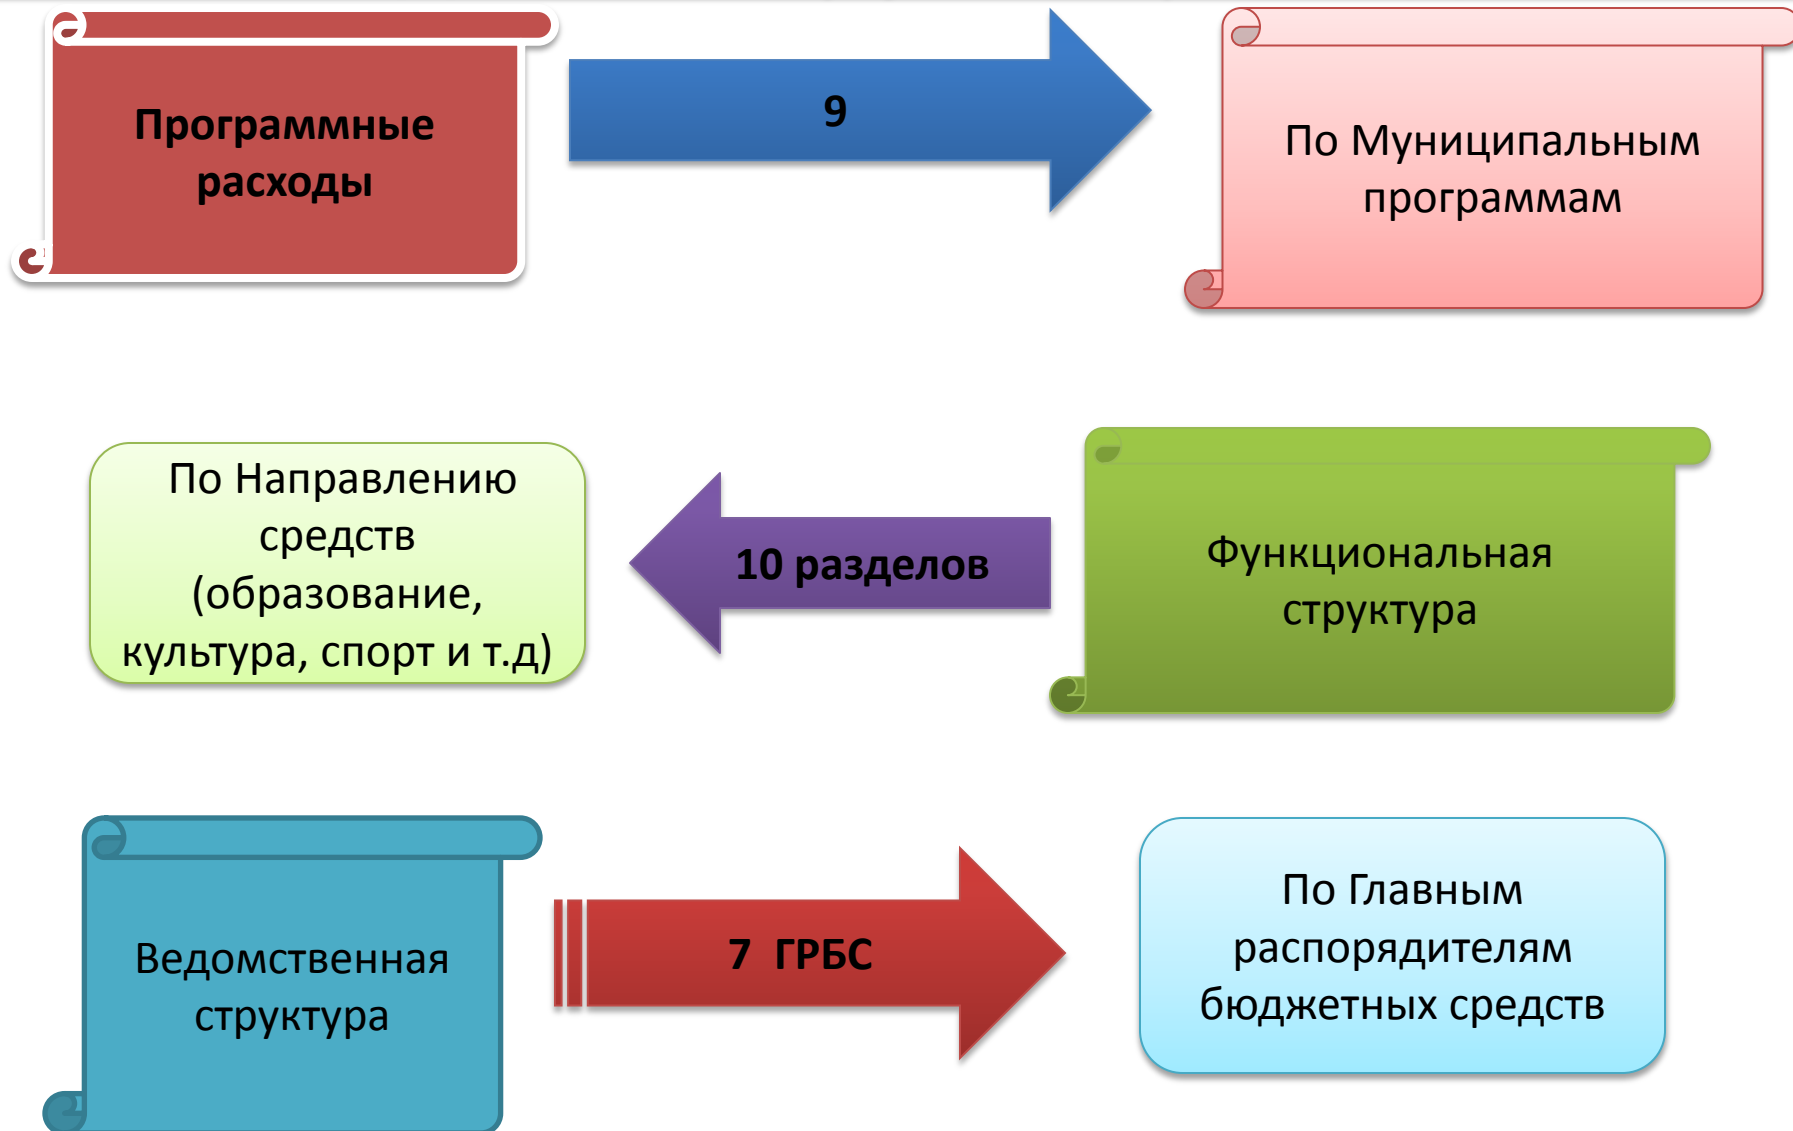 Программные
расходы
9
По Муниципальным
программам
По Направлению
средств
(образование,
культура, спорт и т.д)
10 разделов
Функциональная
структура
Ведомственная
структура
7 ГРБС
По Главным
распорядителям
бюджетных средств